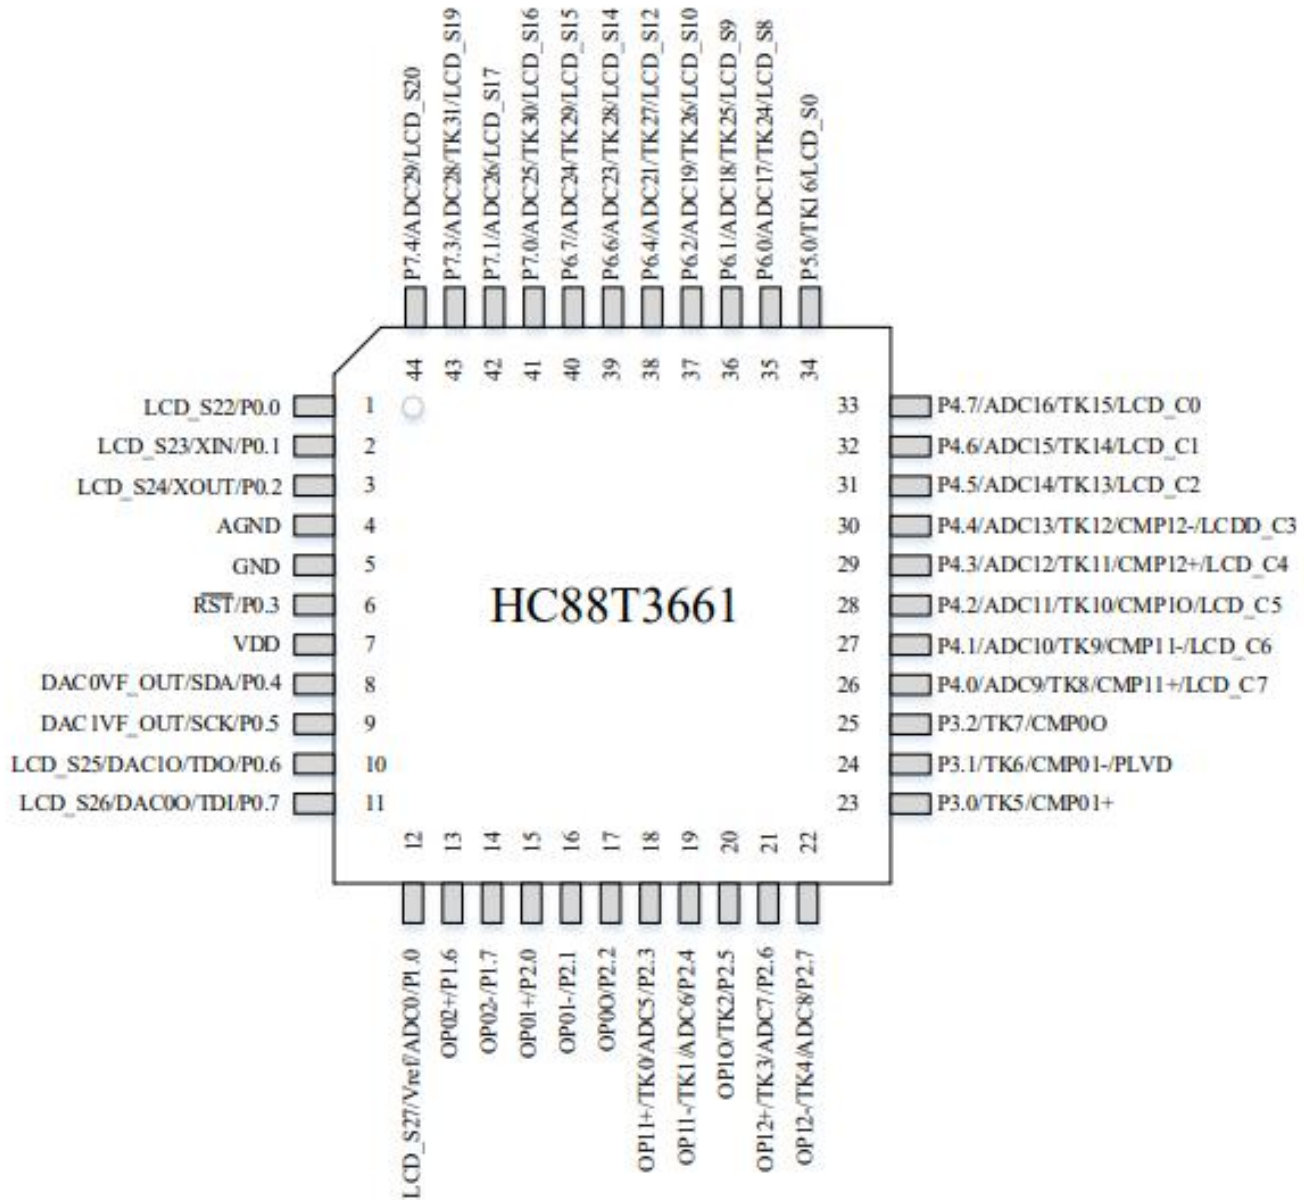 P7.4/ADC29/LCD_S20
P7.3/ADC28/TK31/LCD_S19
P7.1/ADC26/LCD_S17
P7.0/ADC25/TK30/LCD_S16
P6.7/ADC24/TK29/LCD_S15
P6.6/ADC23/TK28/LCD_S14
P6.4/ADC21/TK27/LCD_S12
P6.2/ADC19/TK26/LCD_S10
P6.1/ADC18/TK25/LCD_S9
P6.0/ADC17/TK24/LCD_S8
P5.0/TK16/LCD_S0
44 43 42 41 40 39 38 37 36 35 34
LCD_S22/P0.0 1
LCD_S23/XIN/P0.1 2
LCD_S24/XOUT/P0.2 3
AGND 4
GND 5
RST/P0.3 6
VDD 7
DAC0VF_OUT/SDA/P0.4 8
DAC1VF_OUT/SCK/P0.5 9
LCD_S25/DAC1O/TDO/P0.6 10
LCD_S26/DAC0O/TDI/P0.7 11
HC88T3661
33 P4.7/ADC16/TK15/LCD_C0
32 P4.6/ADC15/TK14/LCD_C1
31 P4.5/ADC14/TK13/LCD_C2
30 P4.4/ADC13/TK12/CMP12-/LCDD_C3
29 P4.3/ADC12/TK11/CMP12+/LCD_C4
28 P4.2/ADC11/TK10/CMP1O/LCD_C5
27 P4.1/ADC10/TK9/CMP11-/LCD_C6
26 P4.0/ADC9/TK8/CMP11+/LCD_C7
25 P3.2/TK7/CMP0O
24 P3.1/TK6/CMP01-/PLVD
23 P3.0/TK5/CMP01+
12 13 14 15 16 17 18 19 20 21 22
LCD_S27/Vref/ADC0/P1.0
OP02+/P1.6
OP02-/P1.7
OP01+/P2.0
OP01-/P2.1
OP0O/P2.2
OP11+/TK0/ADC5/P2.3
OP11-/TK1/ADC6/P2.4
OP1O/TK2/P2.5
OP12+/TK3/ADC7/P2.6
OP12-/TK4/ADC8/P2.7